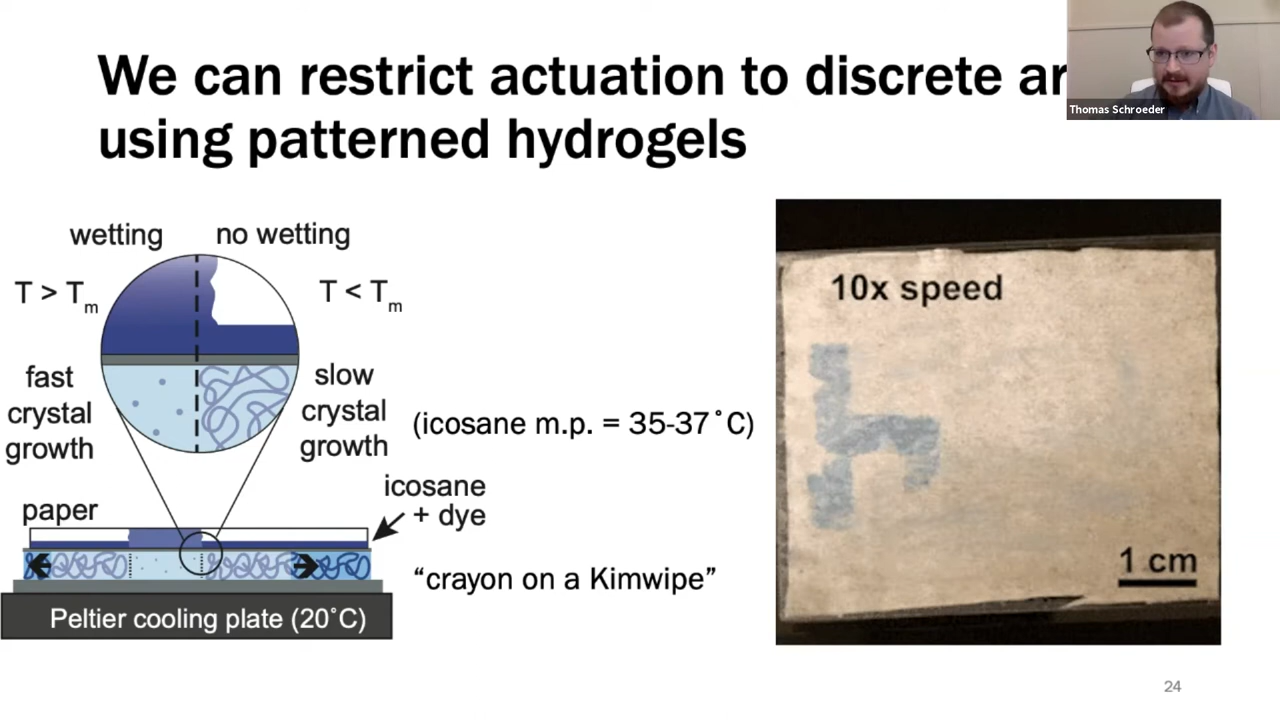 We can restrict actuation to discrete ar
using patterned hydrogels
Thomas Schroeder
wetting
no wetting
T > Tm
T < Tm
fast
crystal
growth
slow
crystal
growth
(icosane m.p. = 35-37˚C)
icosane
+ dye
paper
“crayon on a Kimwipe”
Peltier cooling plate (20˚C)
10x speed
1 cm
24